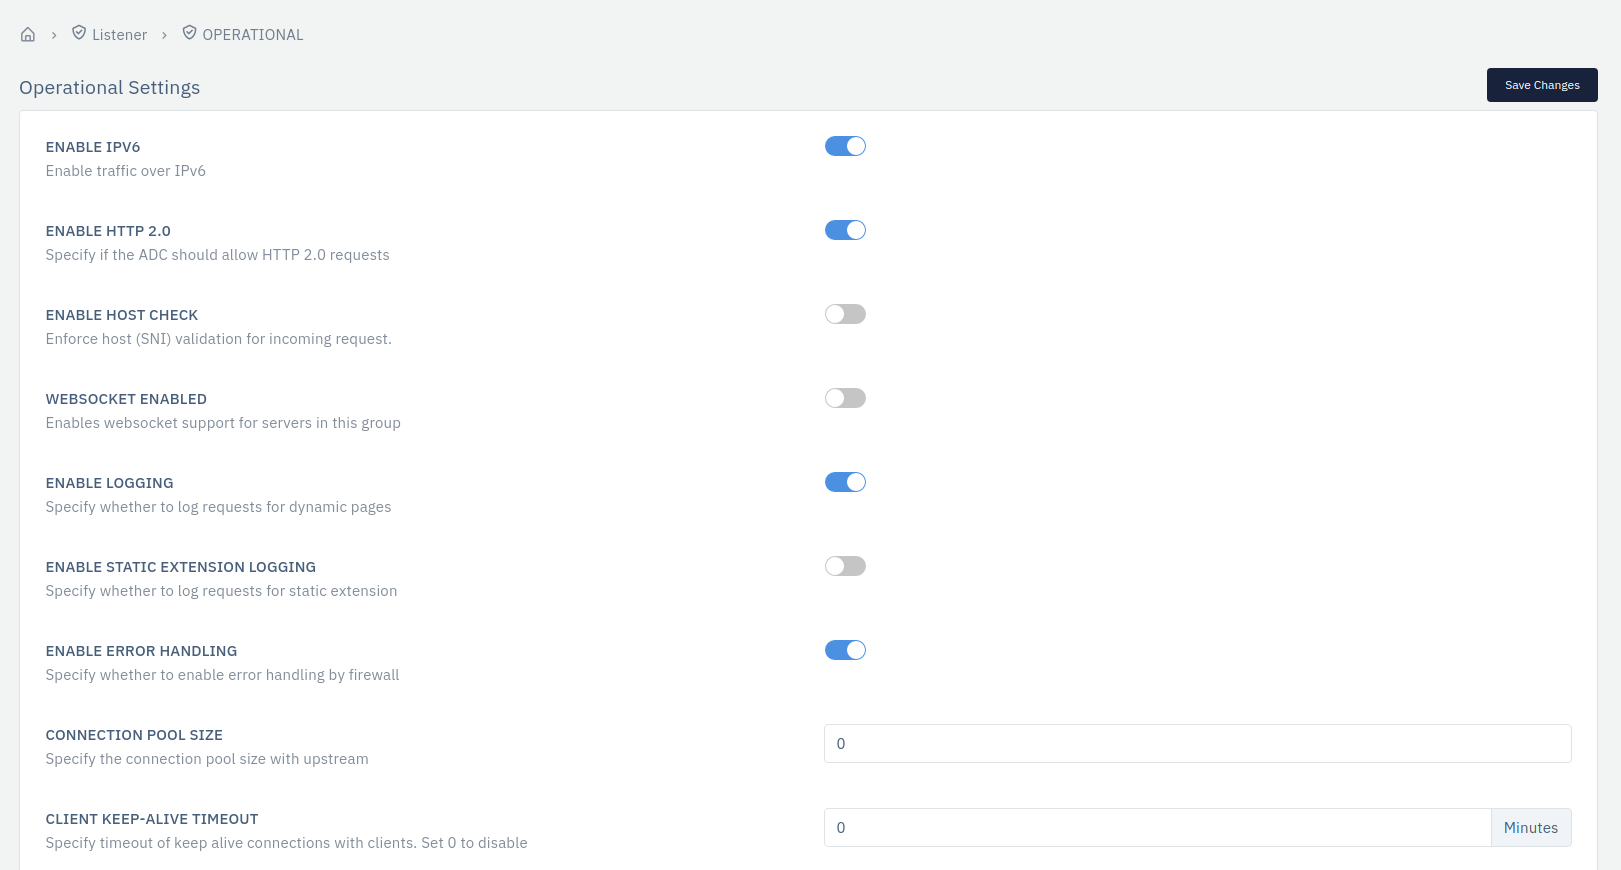 Listener
OPERATIONAL
Operational Settings
Save Changes
ENABLE IPV6
Enable traffic over IPv6
ENABLE HTTP 2.0
Specify if the ADC should allow HTTP 2.0 requests
ENABLE HOST CHECK
Enforce host (SNI) validation for incoming request.
WEBSOCKET ENABLED
Enables websocket support for servers in this group
ENABLE LOGGING
Specify whether to log requests for dynamic pages
ENABLE STATIC EXTENSION LOGGING
Specify whether to log requests for static extension
ENABLE ERROR HANDLING
Specify whether to enable error handling by firewall
CONNECTION POOL SIZE
Specify the connection pool size with upstream
0
CLIENT KEEP-ALIVE TIMEOUT
Specify timeout of keep alive connections with clients. Set 0 to disable
0
Minutes